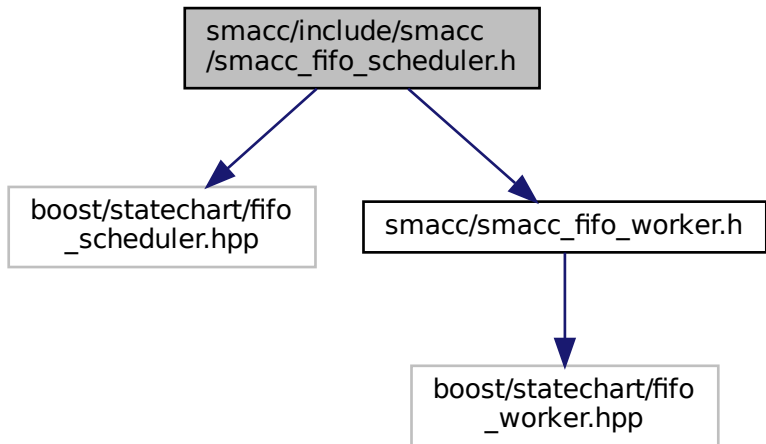 smacc/include/smacc
/smacc_fifo_scheduler.h
boost/statechart/fifo
_scheduler.hpp
smacc/smacc_fifo_worker.h
boost/statechart/fifo
_worker.hpp